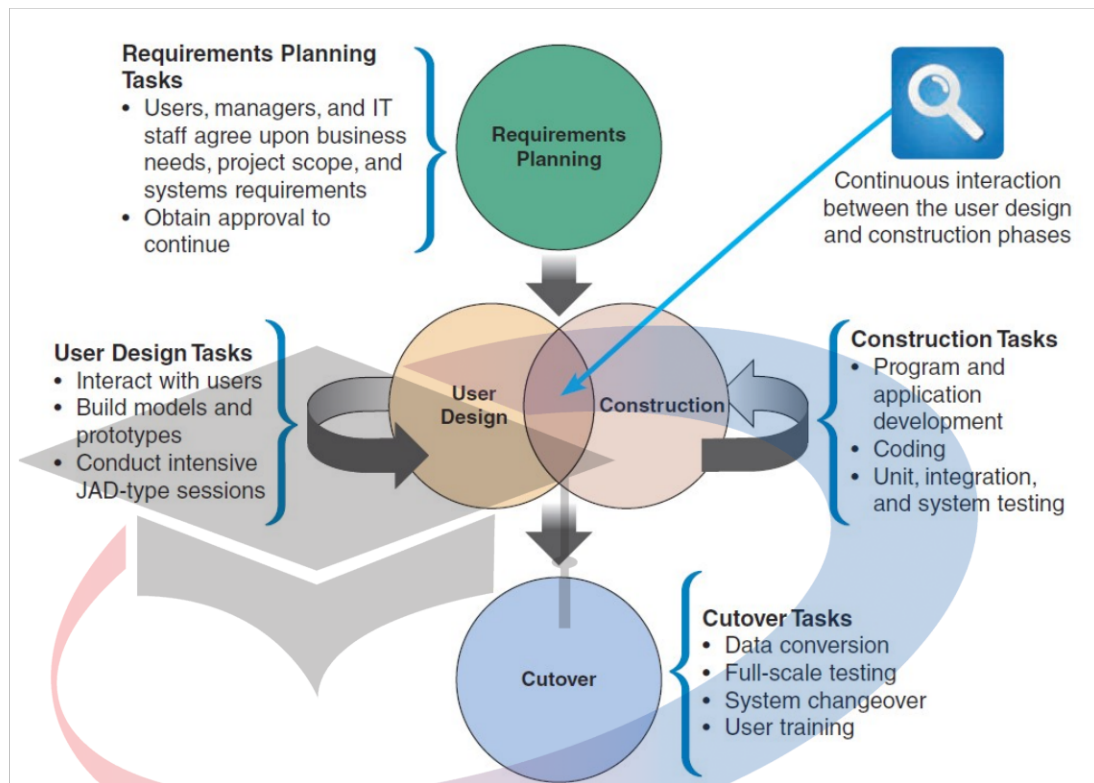 Requirements Planning
Tasks
• Users, managers, and IT
staff agree upon business
needs, project scope, and
systems requirements
• Obtain approval to
continue
Requirements
Planning
Continuous interaction
between the user design
and construction phases
User Design Tasks
• Interact with users
• Build models and
prototypes
• Conduct intensive
JAD-type sessions
User
Design
Construction
Construction Tasks
• Program and
application
development
• Coding
• Unit, integration,
and system testing
Cutover
Cutover Tasks
• Data conversion
• Full-scale testing
• System changeover
• User training